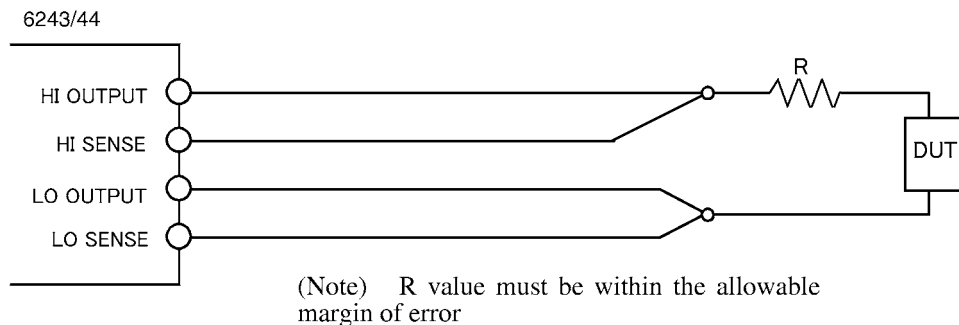 6243/44
HI OUTPUT
R
HI SENSE
DUT
LO OUTPUT
LO SENSE
(Note) R value must be within the allowable
margin of error